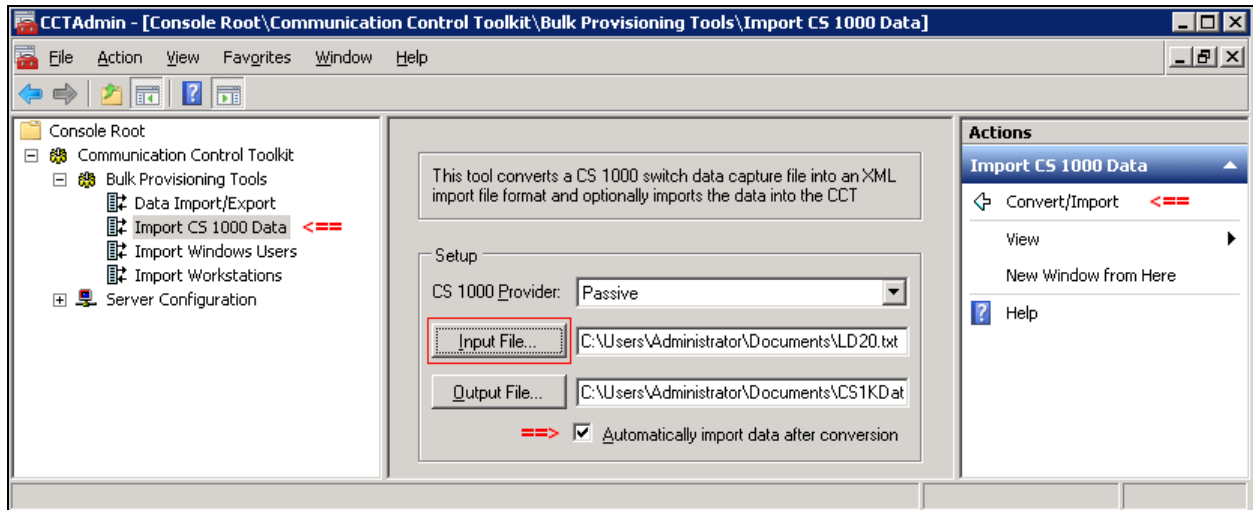 CCTAdmin - [Console Root\Communication Control Toolkit\Bulk Provisioning Tools\Import CS 1000 Data]
File Action View Favorites Window Help
Console Root
Communication Control Toolkit
Bulk Provisioning Tools
Data Import/Export
Import CS 1000 Data <==
Import Windows Users
Import Workstations
Server Configuration
This tool converts a CS 1000 switch data capture file into an XML
import file format and optionally imports the data into the CCT
Setup
CS 1000 Provider: Passive
Input File... C:\Users\Administrator\Documents\LD20.txt
Output File... C:\Users\Administrator\Documents\CS1KDat
==> Automatically import data after conversion
Actions
Import CS 1000 Data
Convert/Import <==
View
New Window from Here
Help